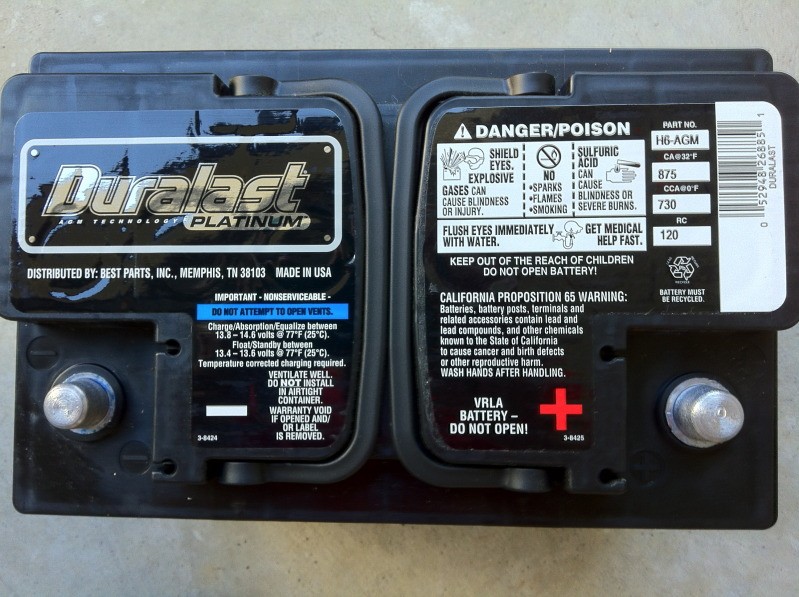 Duralast
AGM TECHNOLOGY PLATINUM
DISTRIBUTED BY: BEST PARTS, INC., MEMPHIS, TN 38103 MADE IN USA
IMPORTANT - NONSERVICEABLE -
DO NOT ATTEMPT TO OPEN VENTS.
Charge/Absorption/Equalize between
13.8 – 14.6 volts @ 77°F (25°C).
Float/Standby between
13.4 – 13.6 volts @ 77°F (25°C).
Temperature corrected charging required.
VENTILATE WELL.
DO NOT INSTALL
IN AIRTIGHT
CONTAINER.
WARRANTY VOID
IF OPENED AND/
OR LABEL
IS REMOVED.
3-8424
DANGER/POISON
SHIELD
EYES.
EXPLOSIVE
GASES CAN
CAUSE BLINDNESS
OR INJURY.
NO
•SPARKS
•FLAMES
•SMOKING
SULFURIC
ACID
CAN
CAUSE
BLINDNESS OR
SEVERE BURNS.
FLUSH EYES IMMEDIATELY
WITH WATER.
GET MEDICAL
HELP FAST.
KEEP OUT OF THE REACH OF CHILDREN
DO NOT OPEN BATTERY!
CALIFORNIA PROPOSITION 65 WARNING:
Batteries, battery posts, terminals and
related accessories contain lead and
lead compounds, and other chemicals
known to the State of California
to cause cancer and birth defects
or other reproductive harm.
WASH HANDS AFTER HANDLING.
VRLA
BATTERY –
DO NOT OPEN!
3-8425
PART NO.
H6-AGM
CA@32°F
875
CCA@0°F
730
RC
120
RECYCLE
BATTERY MUST
BE RECYCLED.
0 52948 26885 1
DURALAST